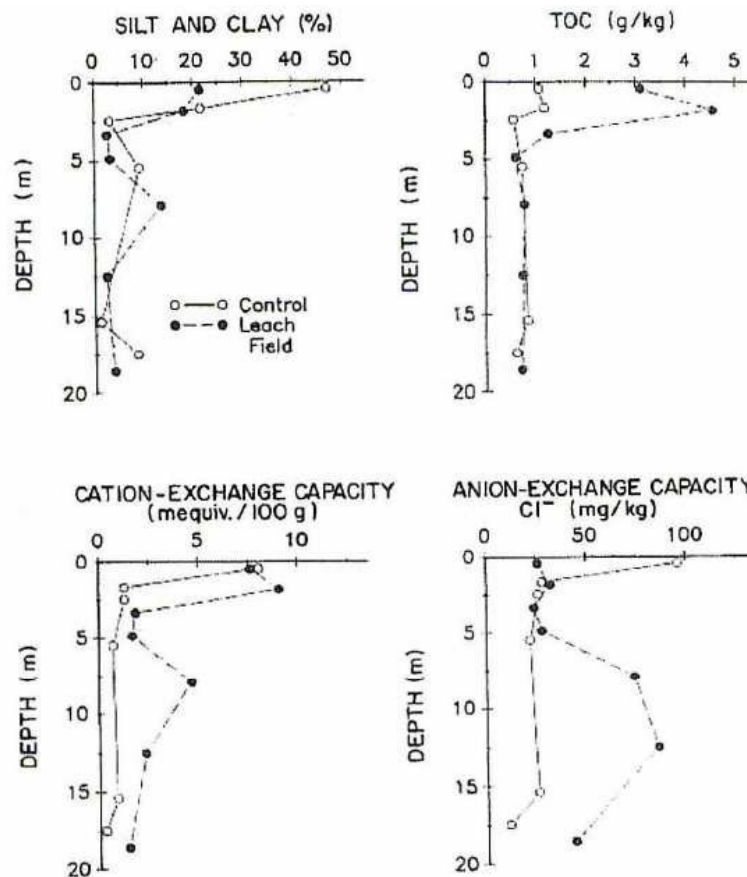 SILT AND CLAY (%)
0 10 20 30 40 50
0
5
10
15
20
DEPTH (m)
Control
Leach
Field
TOC (g/kg)
0 1 2 3 4 5
0
5
10
15
20
DEPTH (m)
CATION-EXCHANGE CAPACITY
(mequiv./100 g)
0 5 10
0
5
10
15
20
DEPTH (m)
ANION-EXCHANGE CAPACITY
Cl⁻ (mg/kg)
0 50 100
0
5
10
15
20
DEPTH (m)